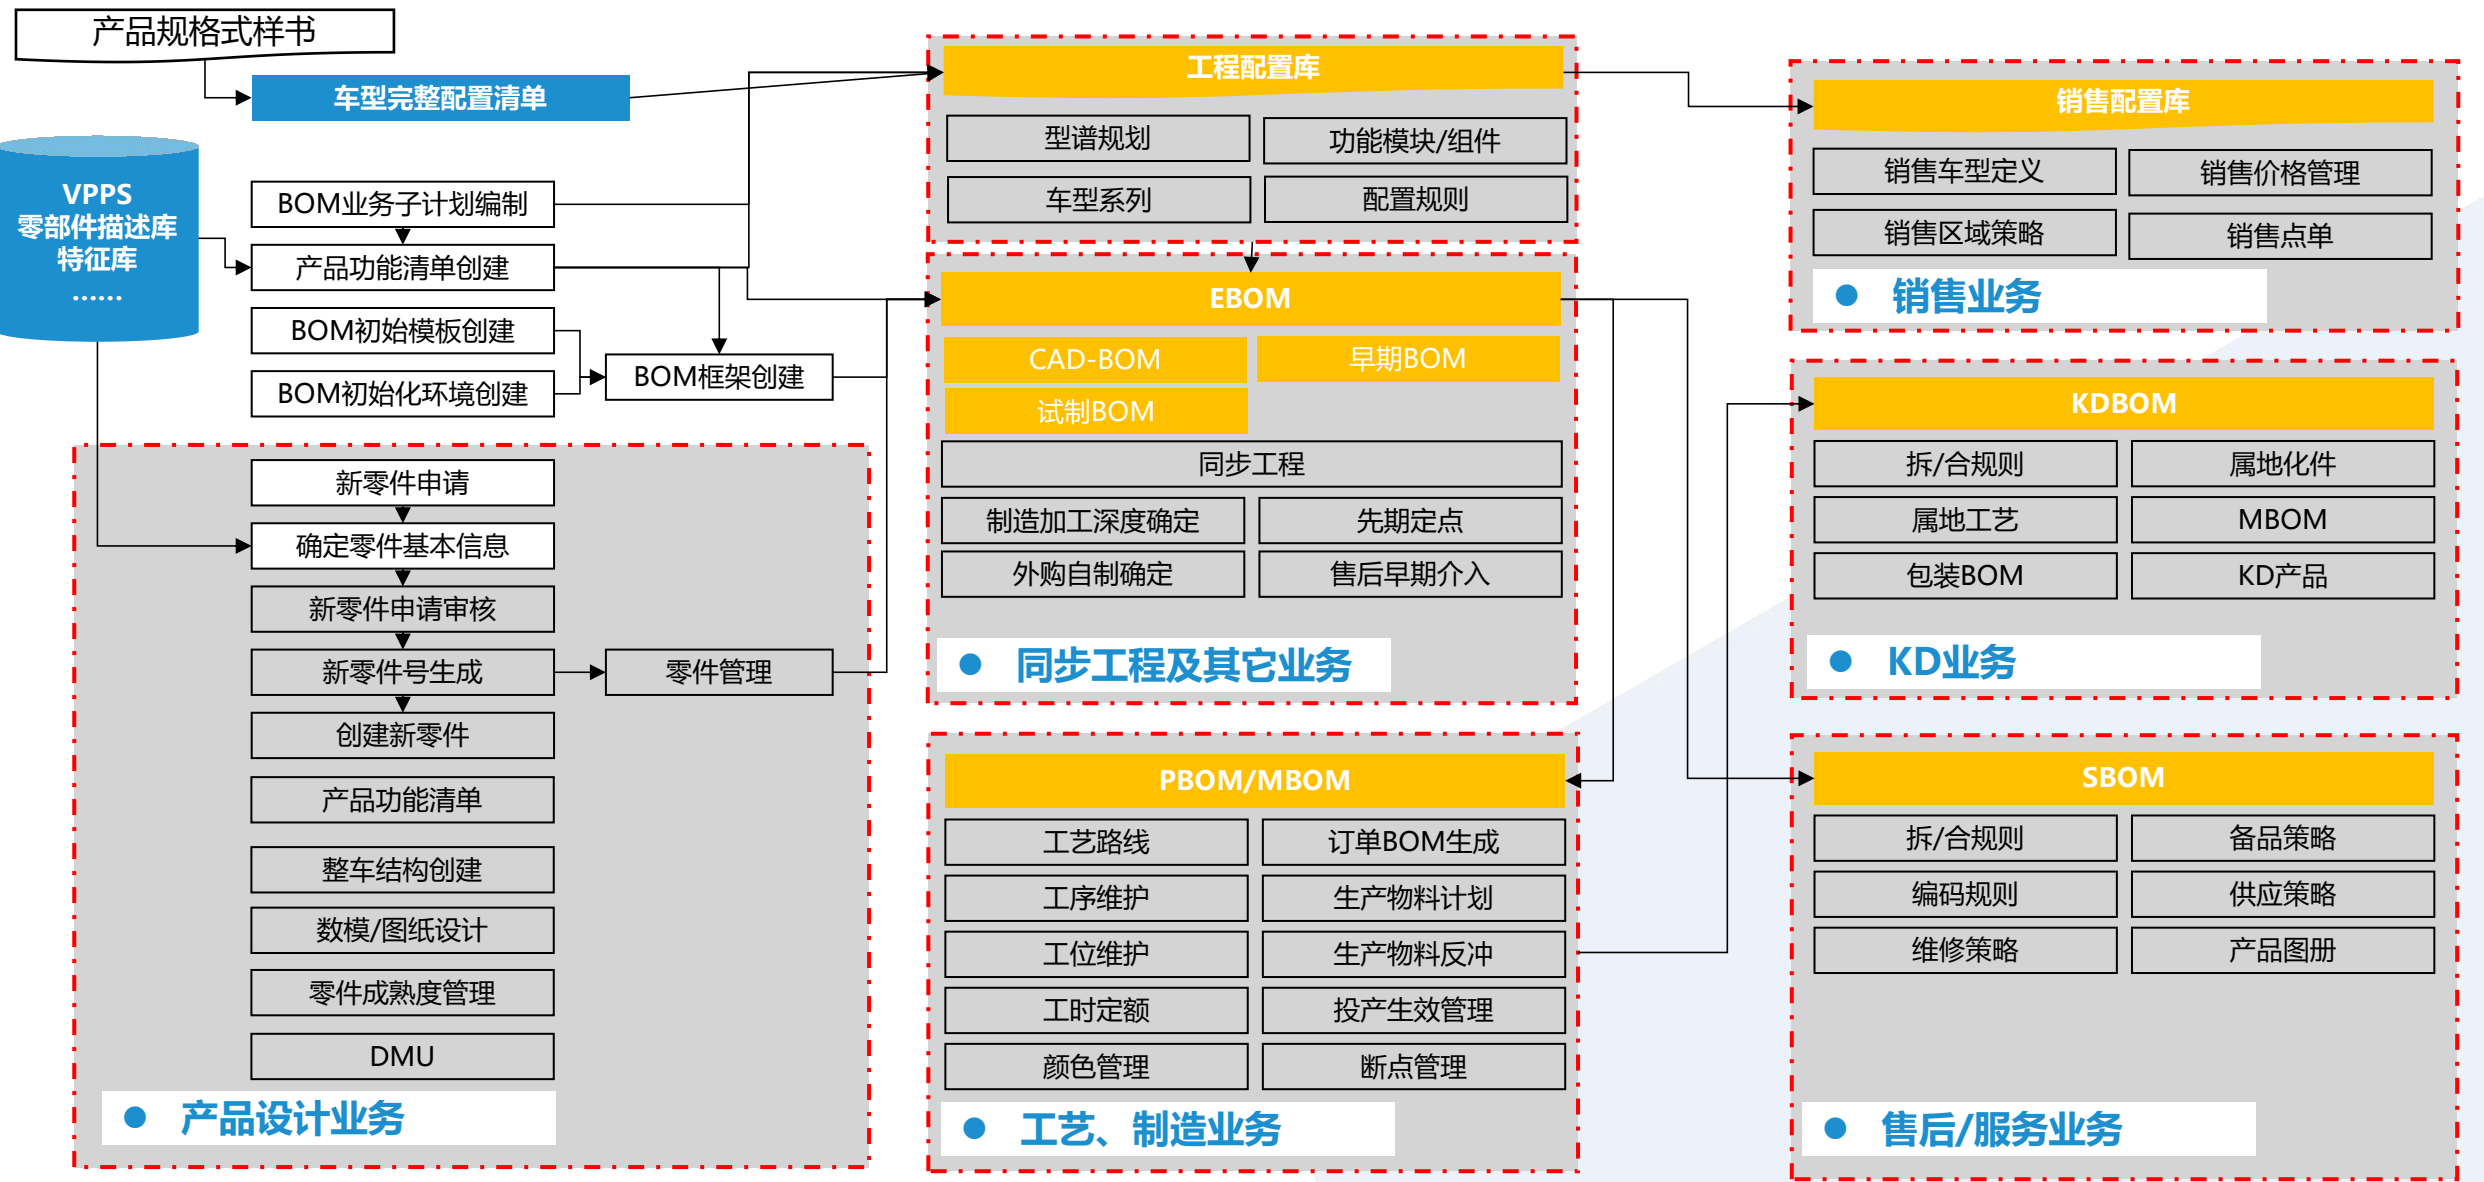 产品规格式样书
车型完整配置清单
VPPS
零部件描述库
特征库
……
BOM业务子计划编制
产品功能清单创建
BOM初始模板创建
BOM初始化环境创建
BOM框架创建
新零件申请
确定零件基本信息
新零件申请审核
新零件号生成
零件管理
创建新零件
产品功能清单
整车结构创建
数模/图纸设计
零件成熟度管理
DMU
● 产品设计业务
工程配置库
型谱规划
功能模块/组件
车型系列
配置规则
EBOM
CAD-BOM
早期BOM
试制BOM
同步工程
制造加工深度确定
先期定点
外购自制确定
售后早期介入
● 同步工程及其它业务
PBOM/MBOM
工艺路线
订单BOM生成
工序维护
生产物料计划
工位维护
生产物料反冲
工时定额
投产生效管理
颜色管理
断点管理
● 工艺、制造业务
销售配置库
销售车型定义
销售价格管理
销售区域策略
销售点单
● 销售业务
KDBOM
拆/合规则
属地化件
属地工艺
MBOM
包装BOM
KD产品
● KD业务
SBOM
拆/合规则
备品策略
编码规则
供应策略
维修策略
产品图册
● 售后/服务业务